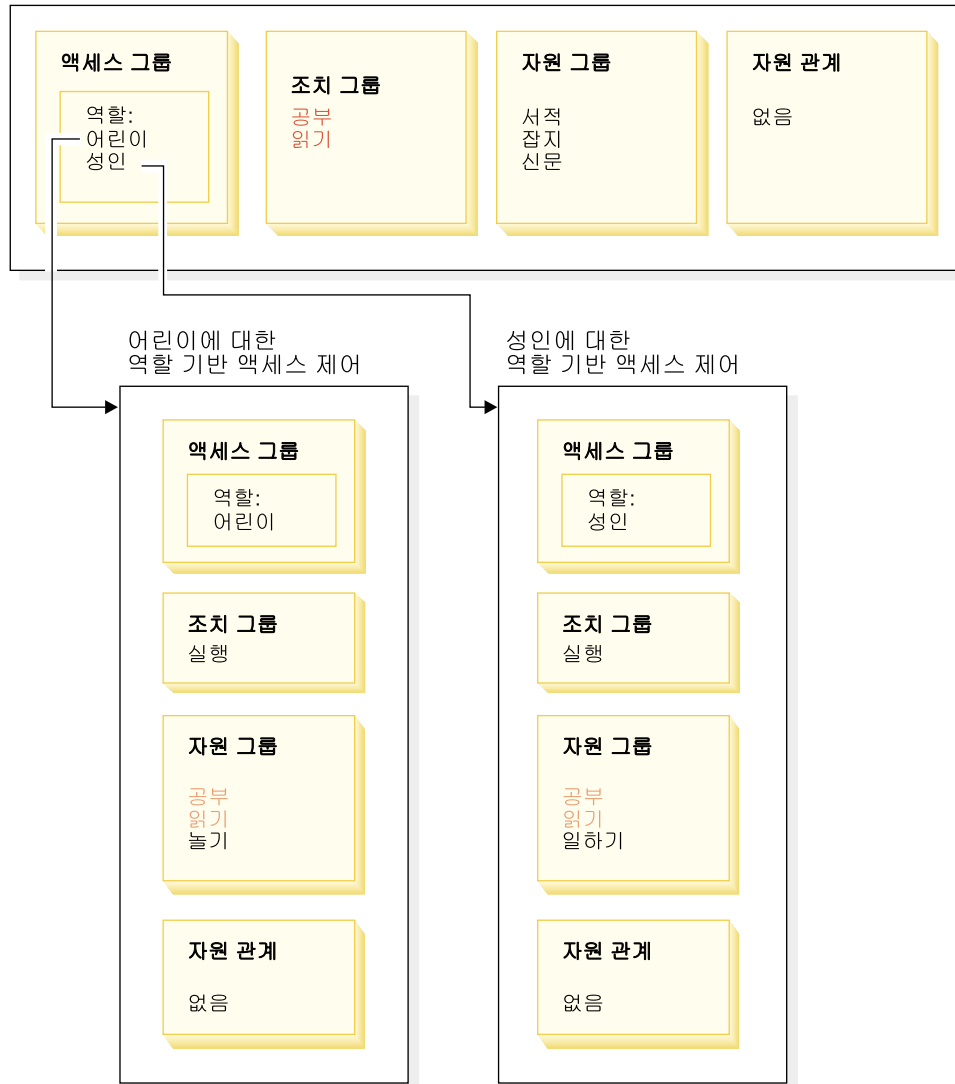 액세스 그룹
역할:
어린이
성인
조치 그룹
공부
읽기
자원 그룹
서적
잡지
신문
자원 관계
없음
어린이에 대한
역할 기반 액세스 제어
액세스 그룹
역할:
어린이
조치 그룹
실행
자원 그룹
공부
읽기
놀기
자원 관계
없음
성인에 대한
역할 기반 액세스 제어
액세스 그룹
역할:
성인
조치 그룹
실행
자원 그룹
공부
읽기
일하기
자원 관계
없음